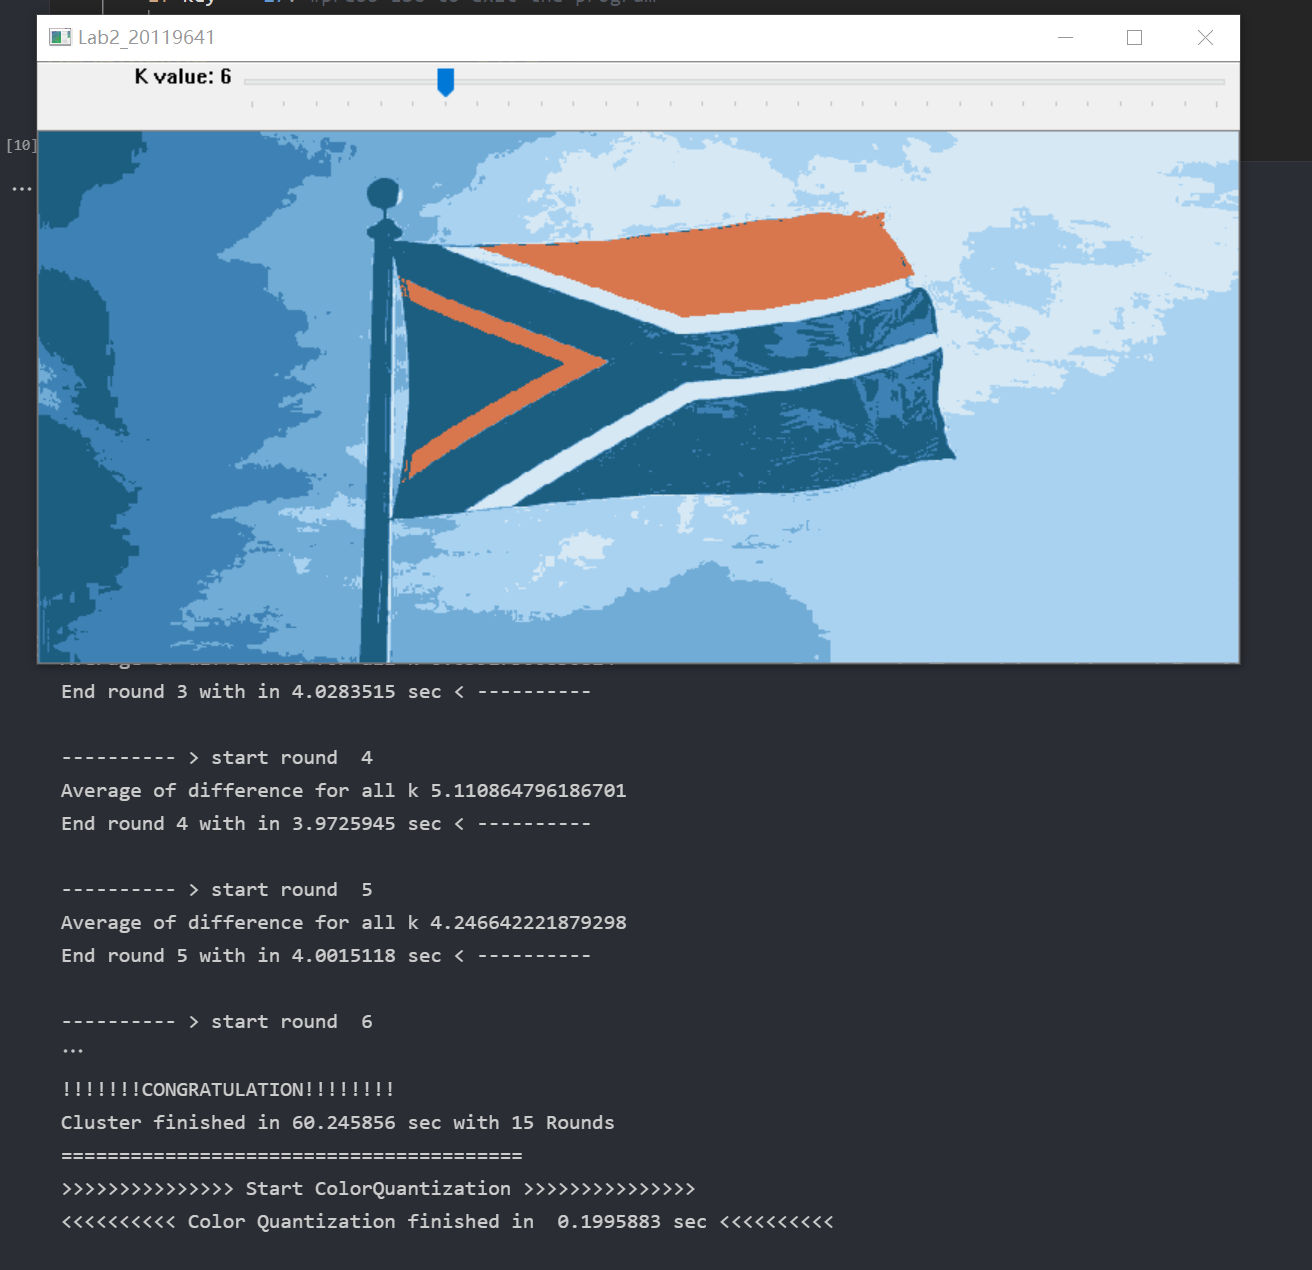 Lab2_20119641
K value: 6
[10]
...
End round 3 with in 4.0283515 sec < ----------
---------- > start round  4
Average of difference for all k 5.110864796186701
End round 4 with in 3.9725945 sec < ----------
---------- > start round  5
Average of difference for all k 4.246642221879298
End round 5 with in 4.0015118 sec < ----------
---------- > start round  6
...
!!!!!!!CONGRATULATION!!!!!!!!
Cluster finished in 60.245856 sec with 15 Rounds
========================================
>>>>>>>>>>>>>>> Start ColorQuantization >>>>>>>>>>>>>>>
<<<<<<<<<< Color Quantization finished in  0.1995883 sec <<<<<<<<<<